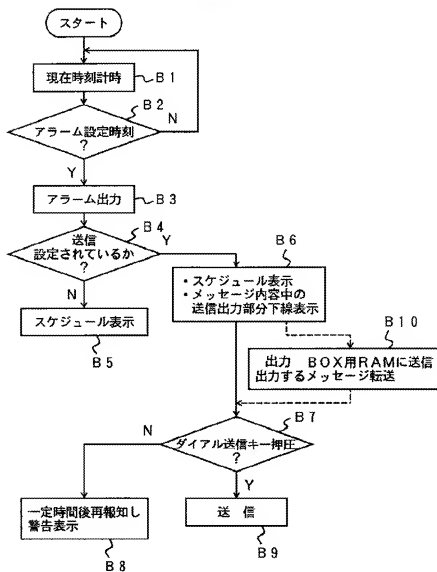 スタート
現在時刻計時
B1
B2
アラーム設定時刻
?
N
Y
アラーム出力
B3
B4
送信
設定されているか
?
Y
N
B6
・スケジュール表示
・メッセージ内容中の
送信出力部分下線表示
スケジュール表示
B5
B10
出力 BOX用RAMに送信
出力するメッセージ転送
B7
N
ダイアル送信キー押圧
?
Y
一定時間後再報知し
警告表示
B8
送 信
B9